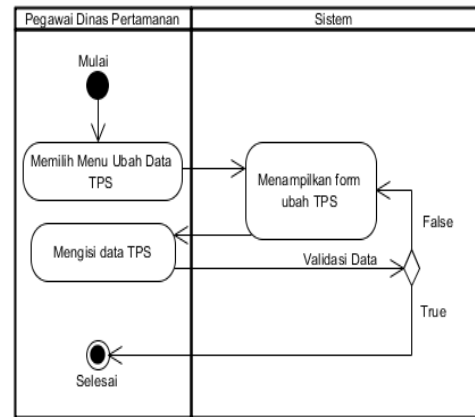 Pegawai Dinas Pertamanan
Sistem
Mulai
Memilih Menu Ubah Data
TPS
Menampilkan form
ubah TPS
Mengisi data TPS
Validasi Data
False
True
Selesai